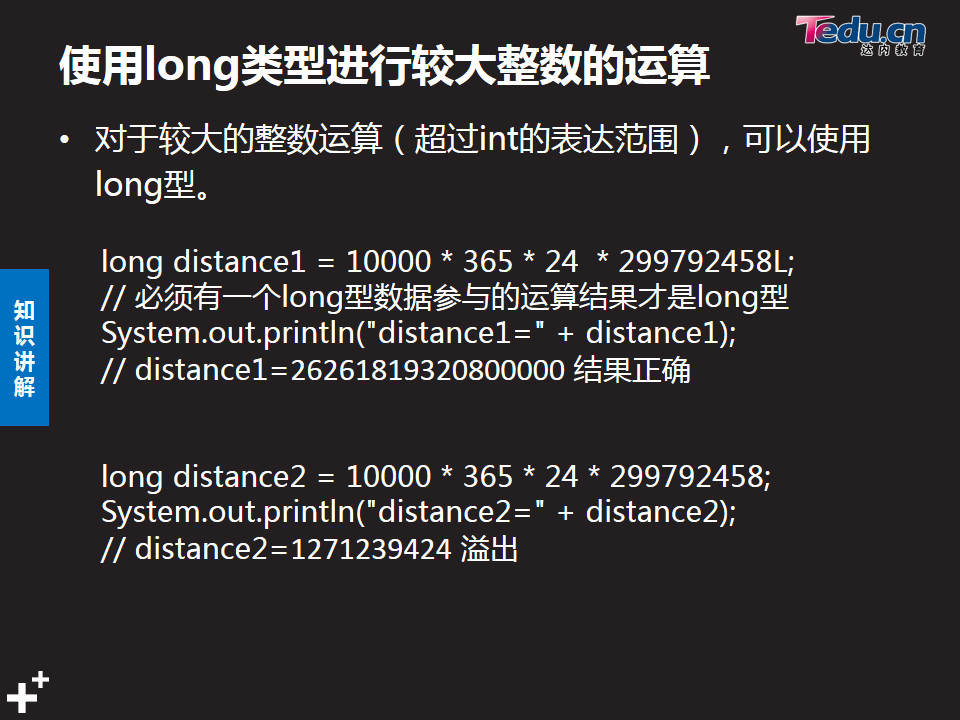 Tedu.cn
达内教育
使用long类型进行较大整数的运算
• 对于较大的整数运算（超过int的表达范围），可以使用
long型。
long distance1 = 10000 * 365 * 24  * 299792458L;
// 必须有一个long型数据参与的运算结果才是long型
System.out.println("distance1=" + distance1);
// distance1=26261819320800000 结果正确
知识讲解
long distance2 = 10000 * 365 * 24 * 299792458;
System.out.println("distance2=" + distance2);
// distance2=1271239424 溢出